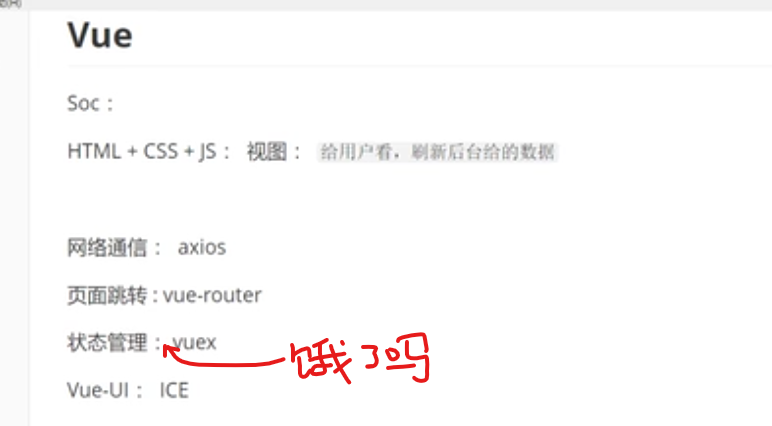 Vue
Soc：
HTML + CSS + JS： 视图： 给用户看，刷新后台给的数据
网络通信： axios
页面跳转 : vue-router
状态管理： vuex
饿了吗
Vue-UI： ICE